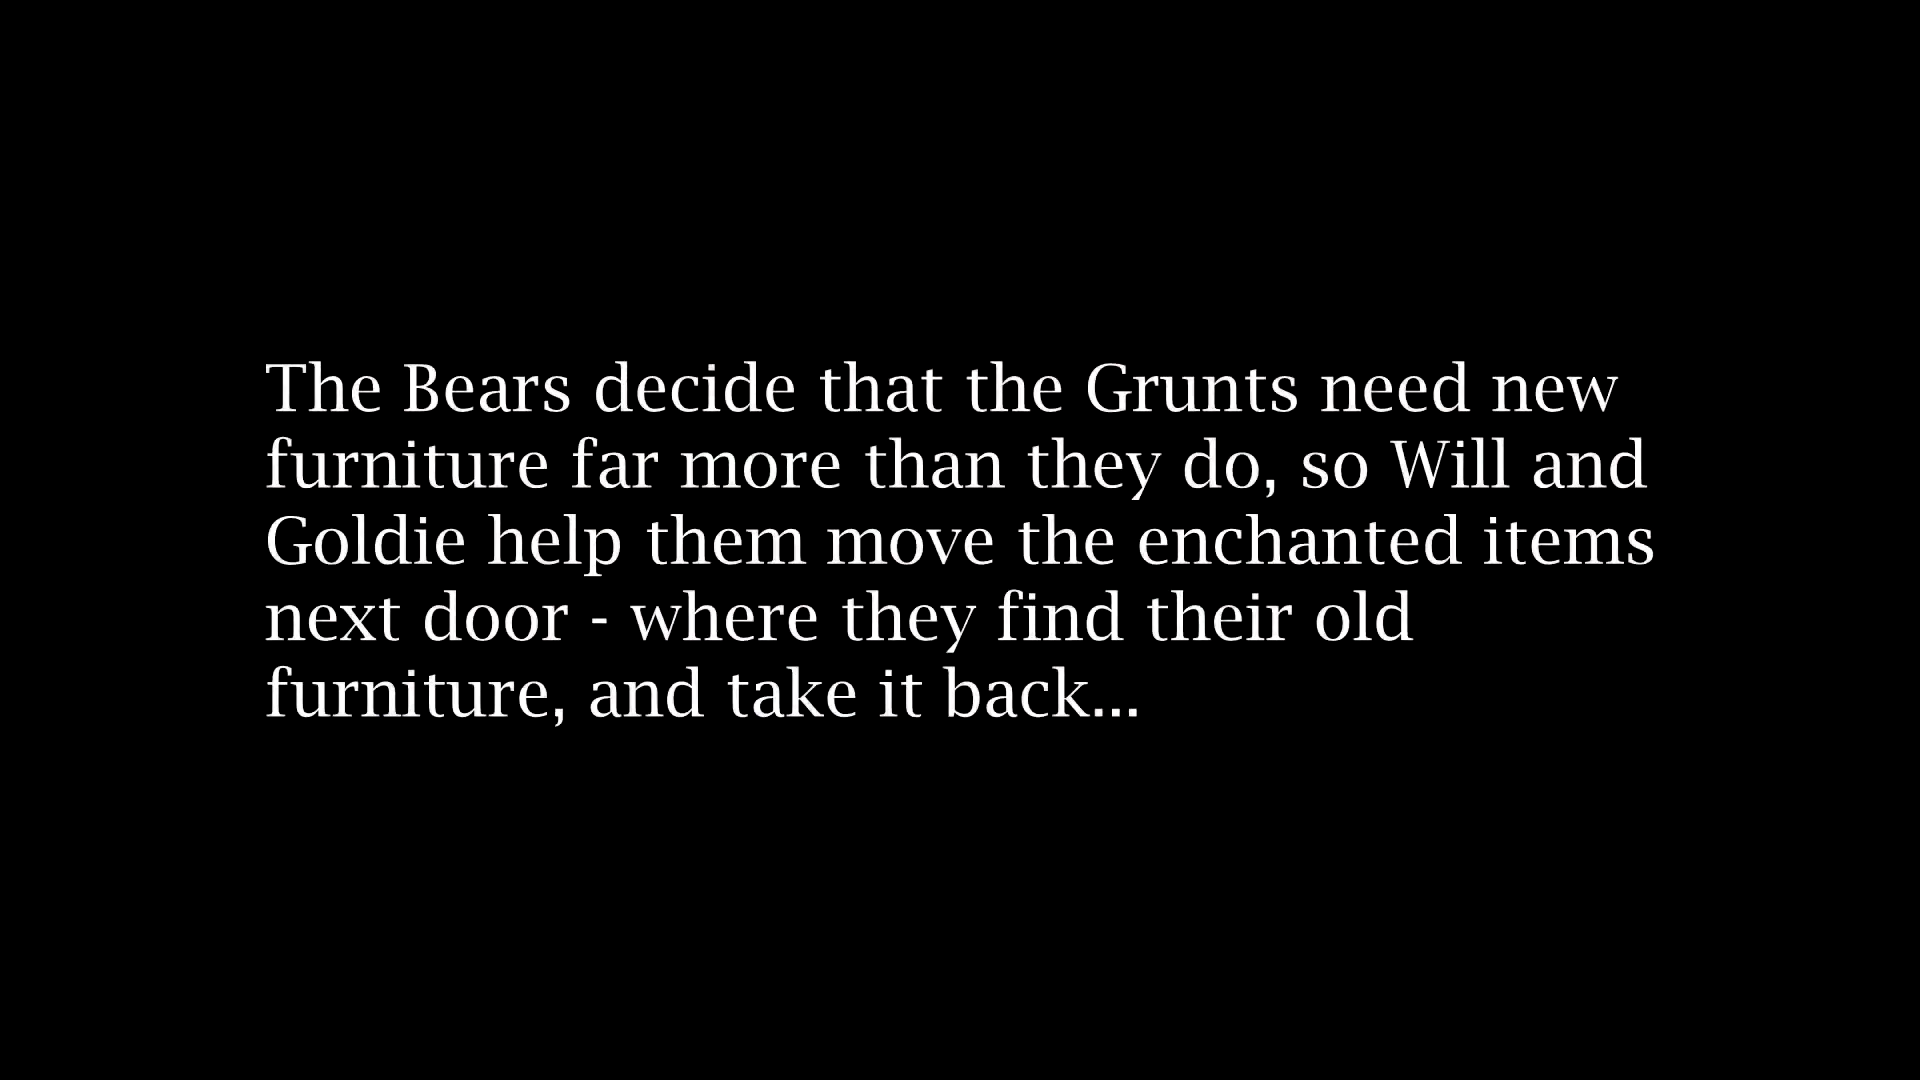 The Bears decide that the Grunts need new
furniture far more than they do, so Will and
Goldie help them move the enchanted items
next door - where they find their old
furniture, and take it back...